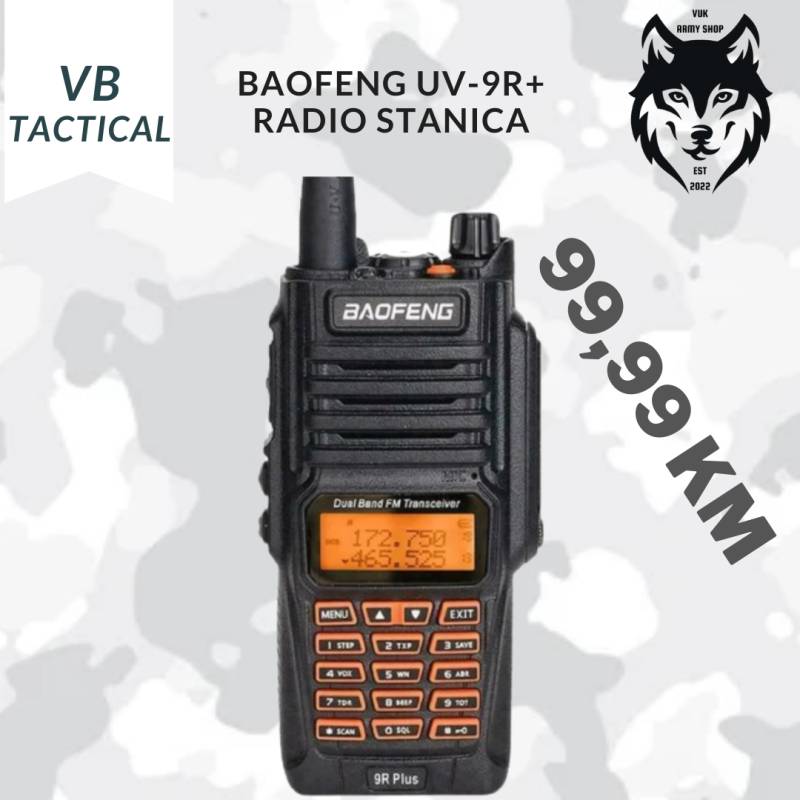 VB
TACTICAL
BAOFENG UV-9R+
RADIO STANICA
VUK
ARMY SHOP
EST
2022
99,99 KM
BAOFENG
MIC
Dual Band FM Transceiver
172.750
465.525
MENU ▲ ▼ EXIT
1 STEP 2 TXP 3 SAVE
4 VOX 5 WN 6 ABR
7 TDR 8 BEEP 9 TOT
* SCAN 0 SQL #
9R Plus